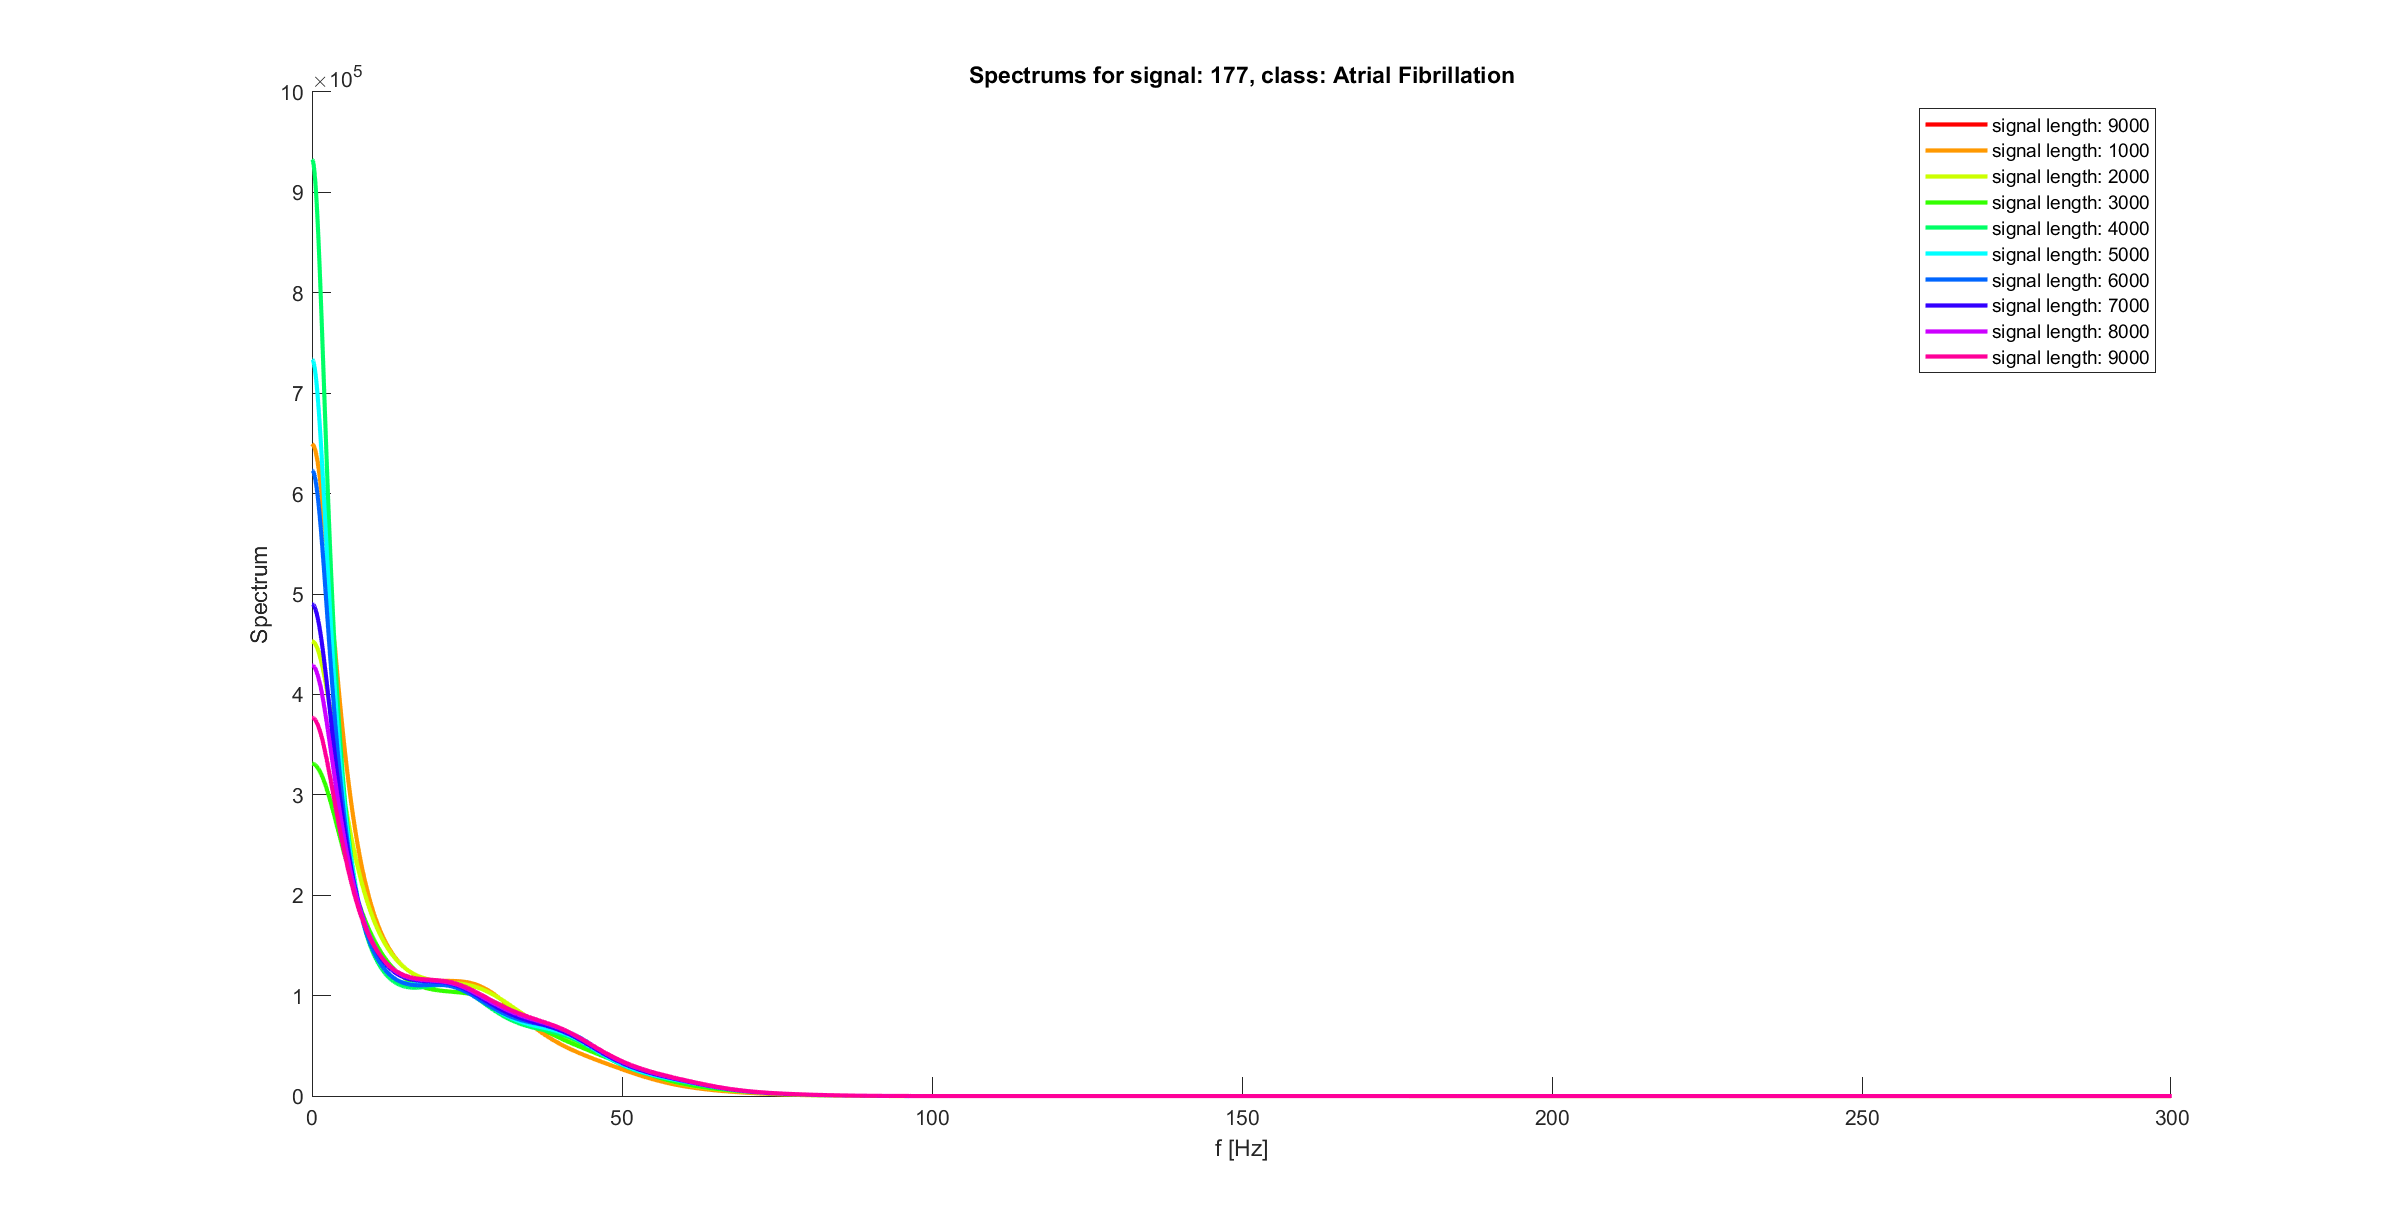 Spectrums for signal: 177, class: Atrial Fibrillation
×10^5
10
9
8
7
6
5
4
3
2
1
0
Spectrum
0 50 100 150 200 250 300
f [Hz]
signal length: 9000
signal length: 1000
signal length: 2000
signal length: 3000
signal length: 4000
signal length: 5000
signal length: 6000
signal length: 7000
signal length: 8000
signal length: 9000